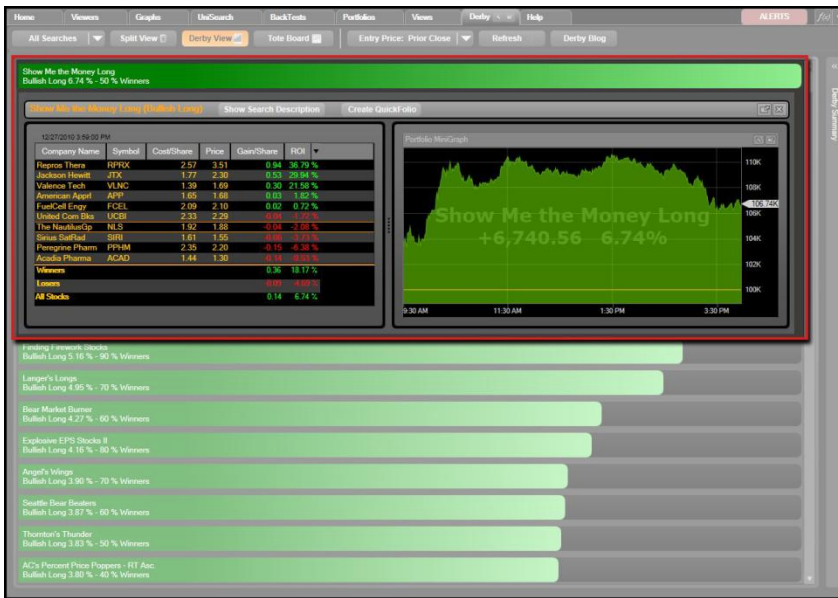 Home Viewers Graphs UniSearch BackTests Portfolios Views Derby Help ALERTS f(x)
All Searches Split View Derby View Tote Board Entry Price: Prior Close Refresh Derby Blog
Derby Summary
Show Me the Money Long
Bullish Long 6.74 % - 50 % Winners
Show Me the Money Long (Bullish Long) Show Search Description Create QuickFolio
12/27/2010 3:59:00 PM
Company Name Symbol Cost/Share Price Gain/Share ROI
Repros Thera RPRX 2.57 3.51 0.94 36.79 %
Jackson Hewitt JTX 1.77 2.30 0.53 29.94 %
Valence Tech VLNC 1.39 1.69 0.30 21.58 %
American Apprl APP 1.65 1.68 0.03 1.82 %
FuelCell Engy FCEL 2.09 2.10 0.02 0.72 %
United Com Bks UCBI 2.33 2.29 -0.04 -1.72 %
The NautilusGp NLS 1.92 1.88 -0.04 -2.08 %
Sirius SatRad SIRI 1.61 1.55 -0.06 -3.73 %
Peregrine Pharm PPHM 2.35 2.20 -0.15 -6.38 %
Acadia Pharma ACAD 1.44 1.30 -0.14
Winners 0.36 18.17 %
Losers
All Stocks 0.14 6.74 %
Portfolio MiniGraph
Show Me the Money Long
+6,740.56 6.74%
110K
108K
106.74K
106K
104K
102K
100K
9:30 AM 11:30 AM 1:30 PM 3:30 PM
Finding Firework Stocks
Bullish Long 5.16 % - 90 % Winners
Langer's Longs
Bullish Long 4.95 % - 70 % Winners
Bear Market Burner
Bullish Long 4.27 % - 60 % Winners
Explosive EPS Stocks II
Bullish Long 4.16 % - 80 % Winners
Angel's Wings
Bullish Long 3.90 % - 70 % Winners
Seattle Bear Beaters
Bullish Long 3.87 % - 60 % Winners
Thornton's Thunder
Bullish Long 3.83 % - 50 % Winners
AC's Percent Price Poppers - RT Asc.
Bullish Long 3.80 % - 40 % Winners